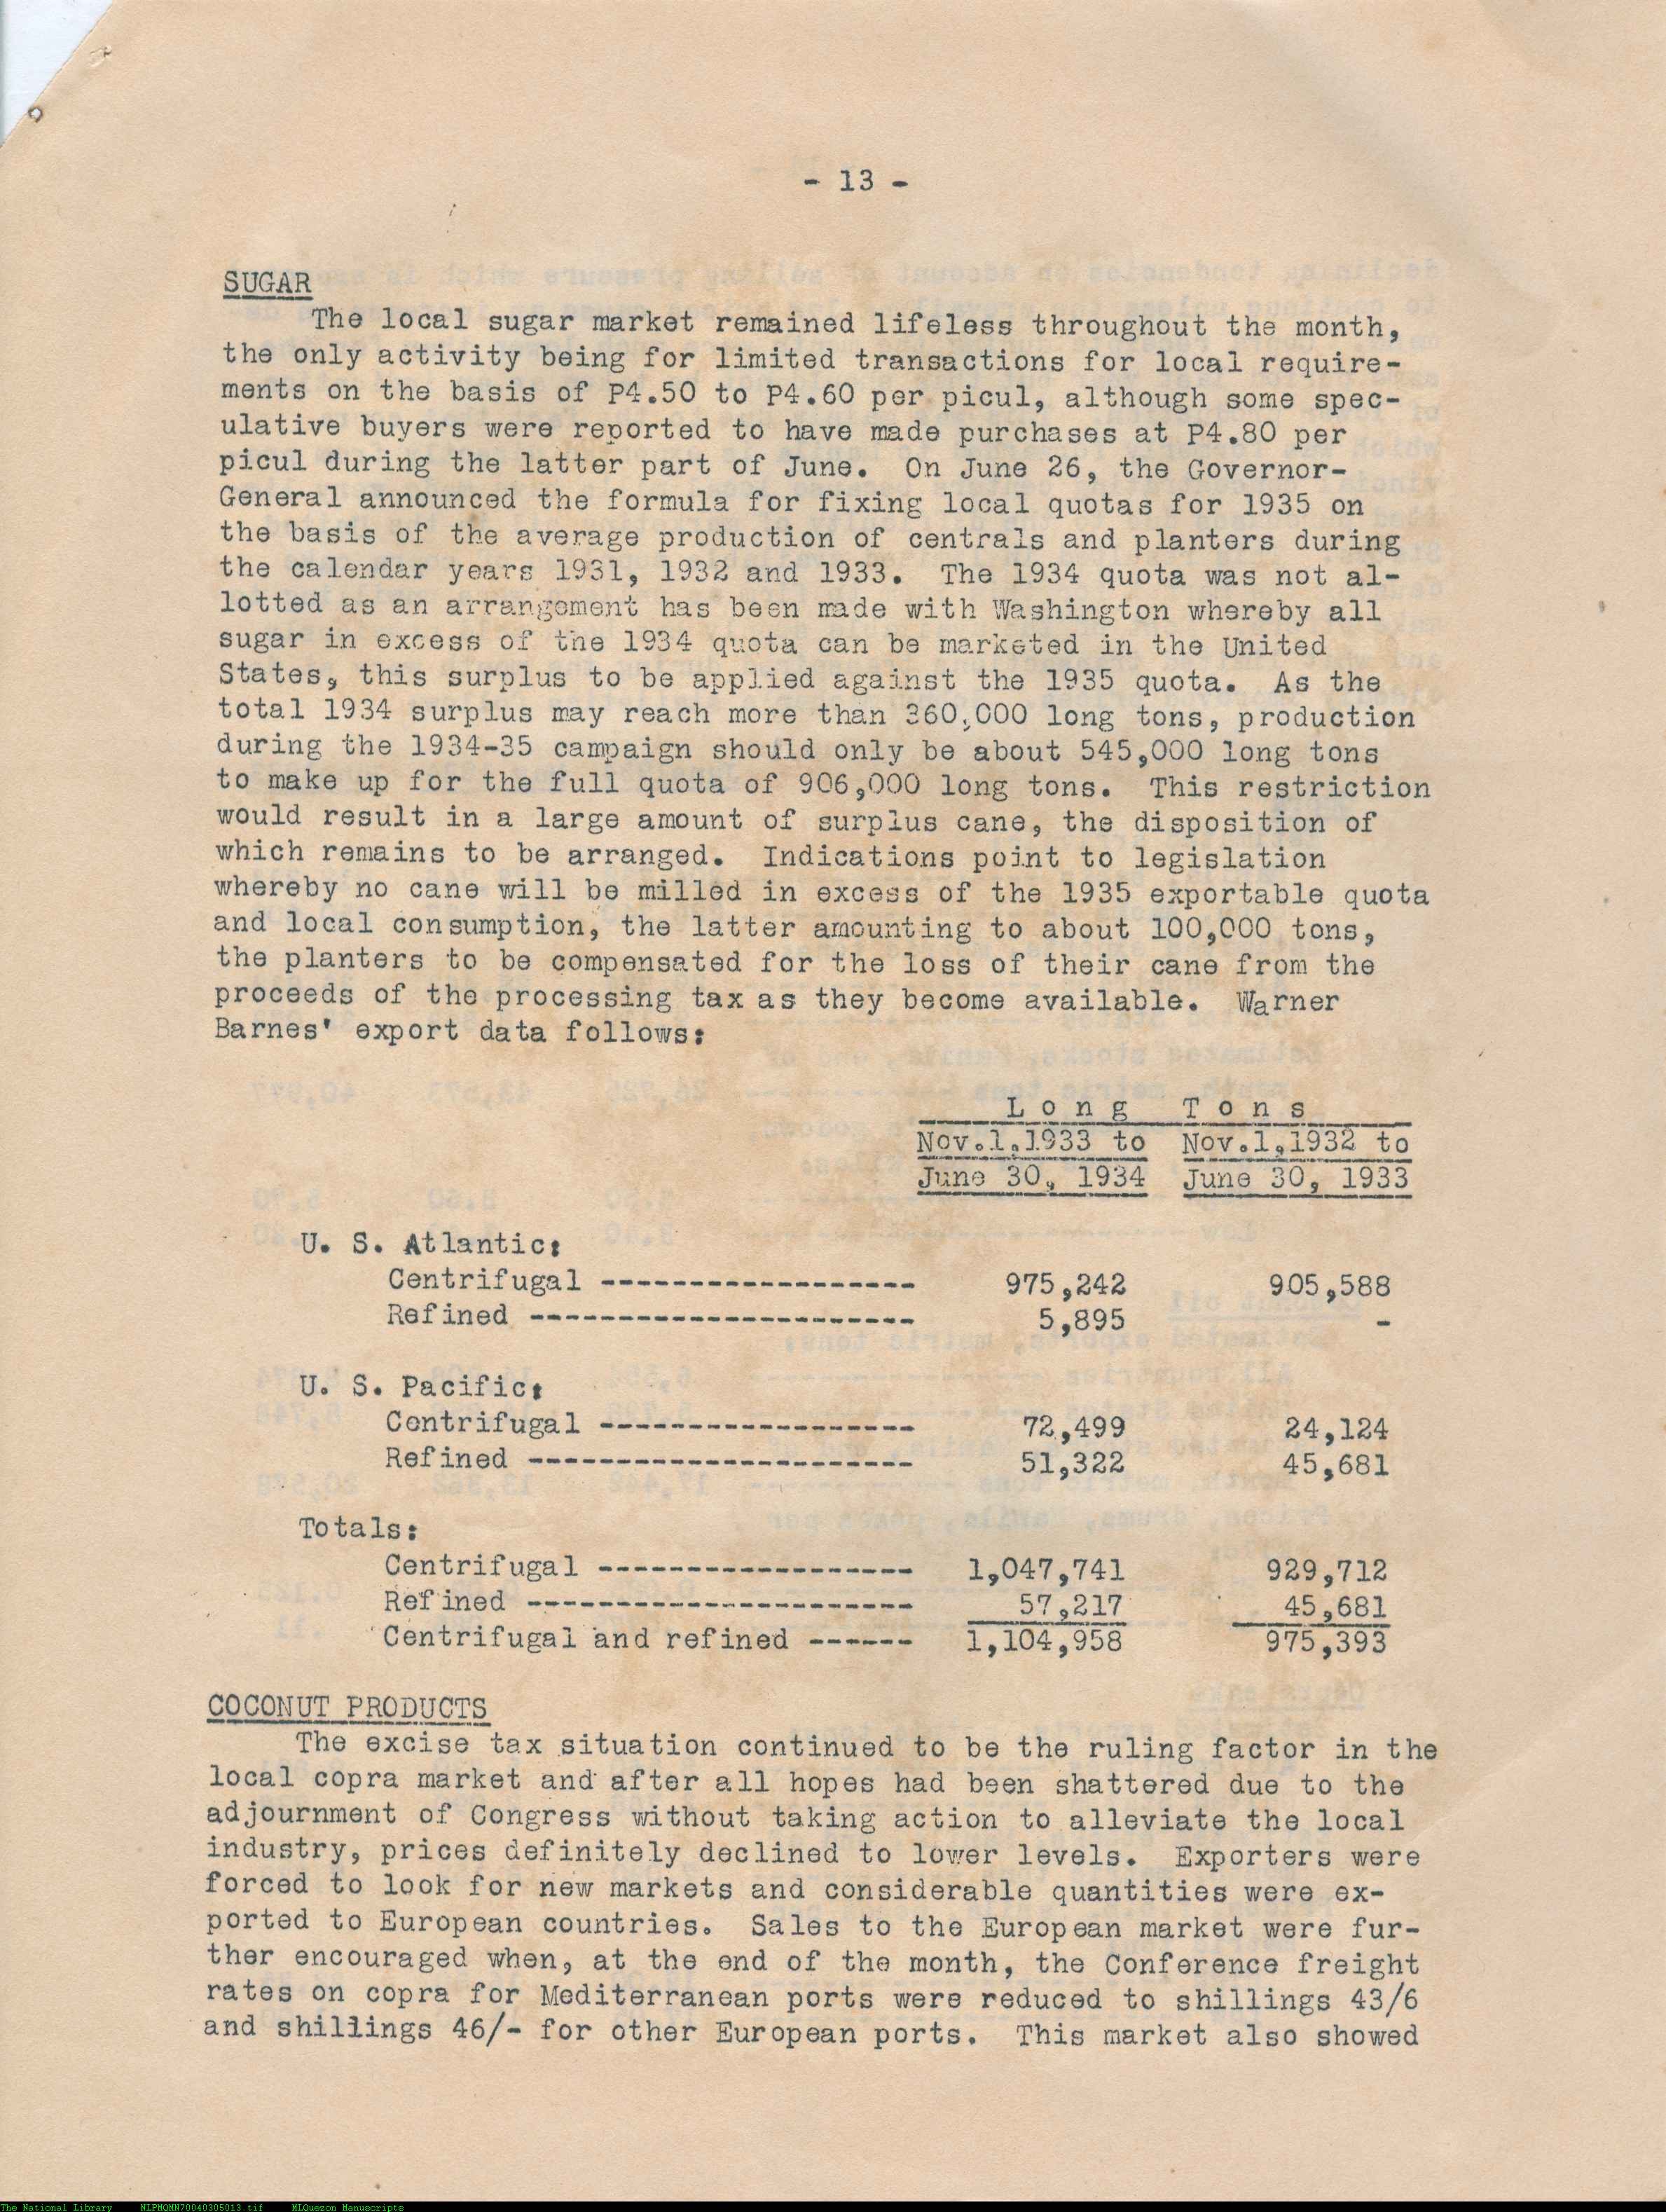 - 13 -
SUGAR
The local sugar market remained lifeless throughout the month,
the only activity being for limited transactions for local require-
ments on the basis of P4.50 to P4.60 per picul, although some spec-
ulative buyers were reported to have made purchases at P4.80 per
picul during the latter part of June. On June 26, the Governor-
General announced the formula for fixing local quotas for 1935 on
the basis of the average production of centrals and planters during
the calendar years 1931, 1932 and 1933. The 1934 quota was not al-
lotted as an arrangement has been made with Washington whereby all
sugar in excess of the 1934 quota can be marketed in the United
States, this surplus to be applied against the 1935 quota. As the
total 1934 surplus may reach more than 360,000 long tons, production
during the 1934-35 campaign should only be about 545,000 long tons
to make up for the full quota of 906,000 long tons. This restriction
would result in a large amount of surplus cane, the disposition of
which remains to be arranged. Indications point to legislation
whereby no cane will be milled in excess of the 1935 exportable quota
and local consumption, the latter amounting to about 100,000 tons,
the planters to be compensated for the loss of their cane from the
proceeds of the processing tax as they become available. Warner
Barnes' export data follows:
Long Tons
Nov.1,1933 to Nov.1,1932 to
June 30, 1934 June 30, 1933
U. S. Atlantic:
Centrifugal ------------------ 975,242 905,588
Refined ---------------------- 5,895 -
U. S. Pacific:
Centrifugal ------------------ 72,499 24,124
Refined ---------------------- 51,322 45,681
Totals:
Centrifugal ------------------ 1,047,741 929,712
Refined ---------------------- 57,217 45,681
Centrifugal and refined ------ 1,104,958 975,393
COCONUT PRODUCTS
The excise tax situation continued to be the ruling factor in the
local copra market and after all hopes had been shattered due to the
adjournment of Congress without taking action to alleviate the local
industry, prices definitely declined to lower levels. Exporters were
forced to look for new markets and considerable quantities were ex-
ported to European countries. Sales to the European market were fur-
ther encouraged when, at the end of the month, the Conference freight
rates on copra for Mediterranean ports were reduced to shillings 43/6
and shillings 46/- for other European ports. This market also showed
The National Library NLPMQMN70040305013.tif MLQuezon Manuscripts